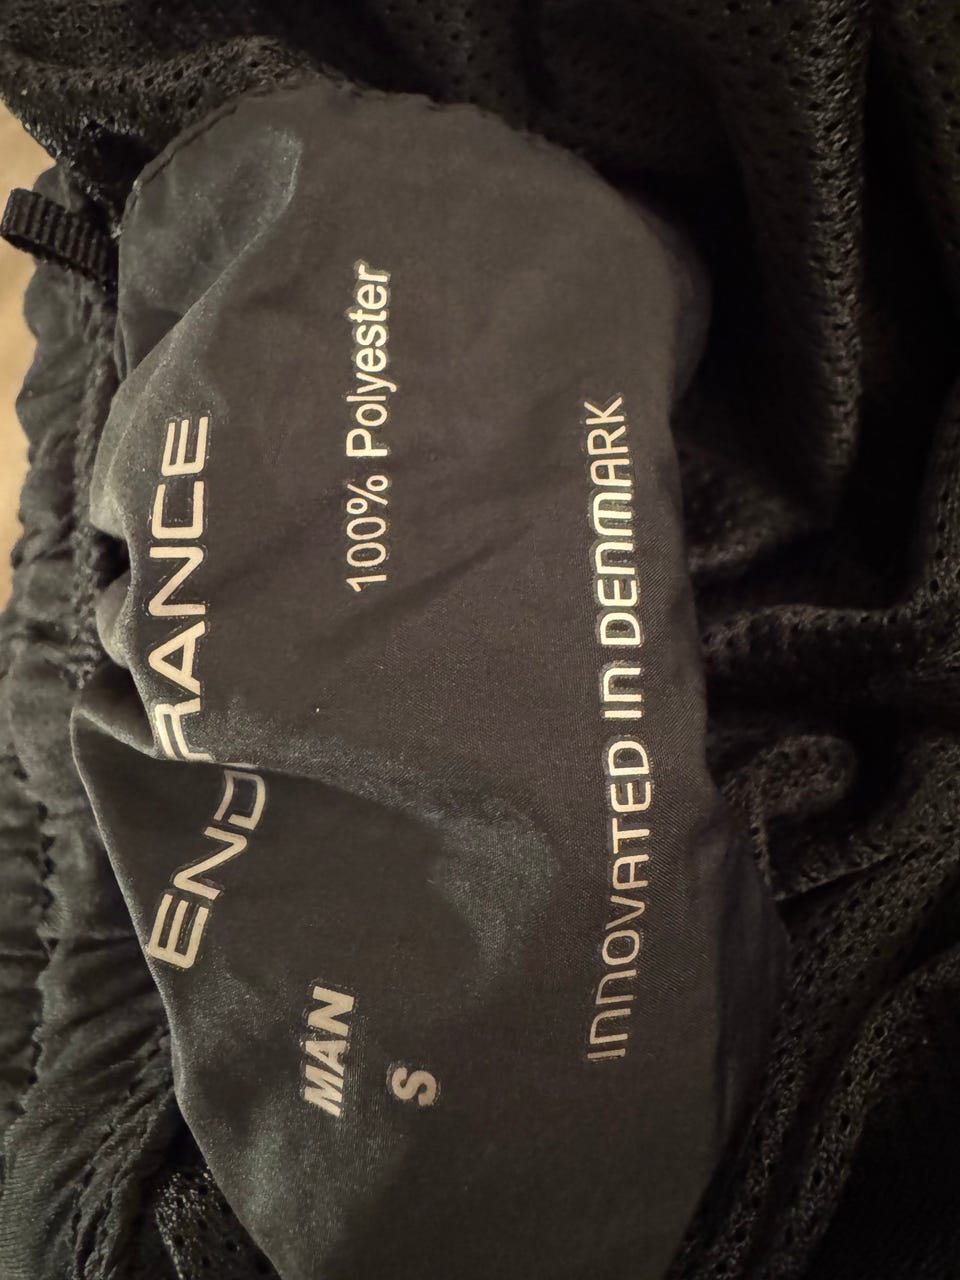 ENDURANCE
MAN
S
100% Polyester
INNOVATED IN DENMARK